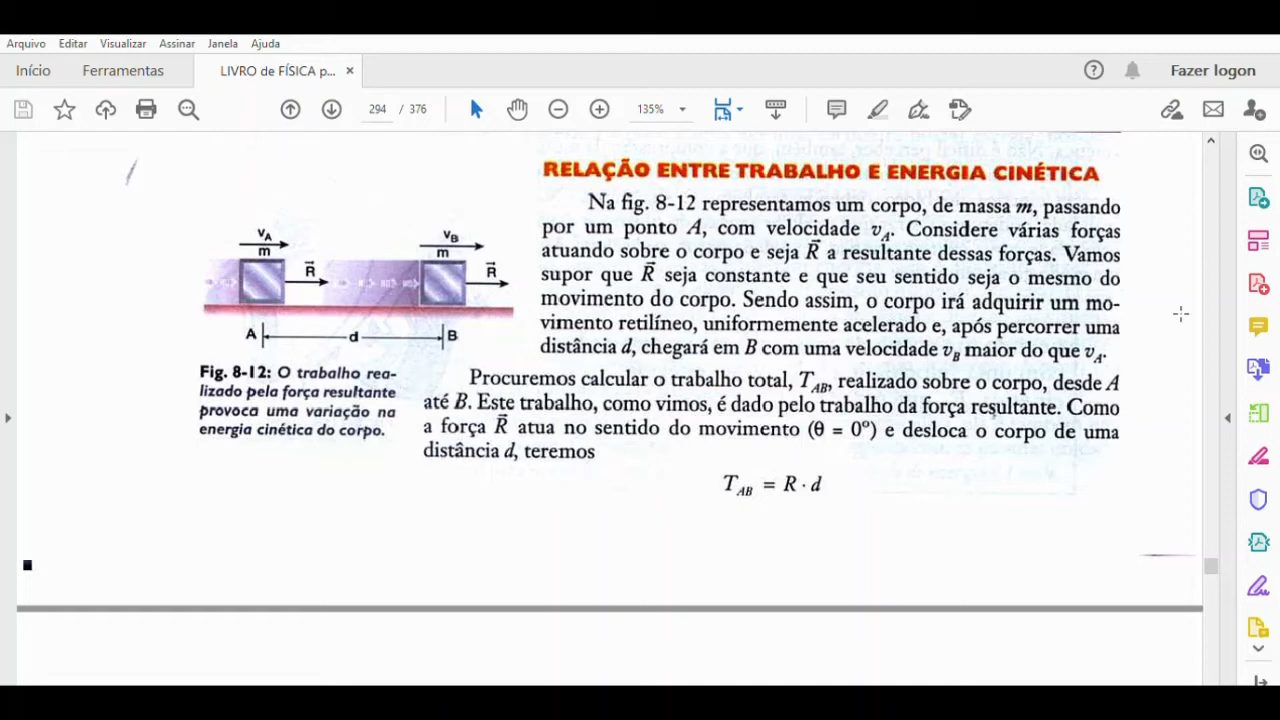 Arquivo Editar Visualizar Assinar Janela Ajuda
Início Ferramentas LIVRO de FÍSICA p... × Fazer logon
294 / 376 135%
RELAÇÃO ENTRE TRABALHO E ENERGIA CINÉTICA
Na fig. 8-12 representamos um corpo, de massa m, passando
por um ponto A, com velocidade v_A. Considere várias forças
atuando sobre o corpo e seja R⃗ a resultante dessas forças. Vamos
supor que R⃗ seja constante e que seu sentido seja o mesmo do
movimento do corpo. Sendo assim, o corpo irá adquirir um mo-
vimento retilíneo, uniformemente acelerado e, após percorrer uma
distância d, chegará em B com uma velocidade v_B maior do que v_A.
v_A v_B
m m
R⃗ R⃗
A d B
Fig. 8-12: O trabalho rea-
lizado pela força resultante
provoca uma variação na
energia cinética do corpo.
Procuremos calcular o trabalho total, T_AB, realizado sobre o corpo, desde A
até B. Este trabalho, como vimos, é dado pelo trabalho da força resultante. Como
a força R⃗ atua no sentido do movimento (θ = 0º) e desloca o corpo de uma
distância d, teremos
T_AB = R · d